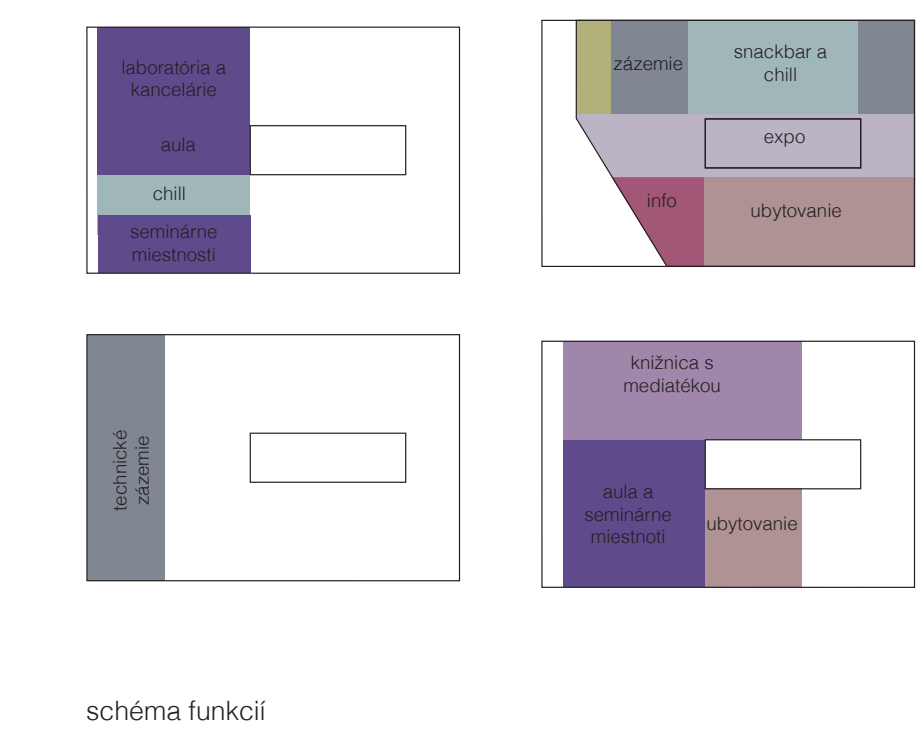 laboratória a
kancelárie
aula
chill
seminárne
miestnosti
zázemie
snackbar a
chill
expo
info
ubytovanie
technické
zázemie
knižnica s
mediatékou
aula a
seminárne
miestnoti
ubytovanie
schéma funkcií